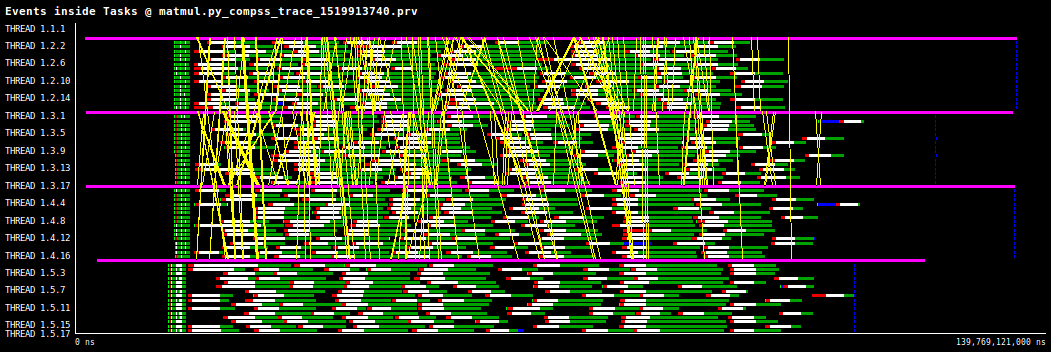 Events inside Tasks @ matmul.py_compss_trace_1519913740.prv
THREAD 1.1.1
THREAD 1.2.2
THREAD 1.2.6
THREAD 1.2.10
THREAD 1.2.14
THREAD 1.3.1
THREAD 1.3.5
THREAD 1.3.9
THREAD 1.3.13
THREAD 1.3.17
THREAD 1.4.4
THREAD 1.4.8
THREAD 1.4.12
THREAD 1.4.16
THREAD 1.5.3
THREAD 1.5.7
THREAD 1.5.11
THREAD 1.5.15
THREAD 1.5.17
0 ns 139,769,121,000 ns